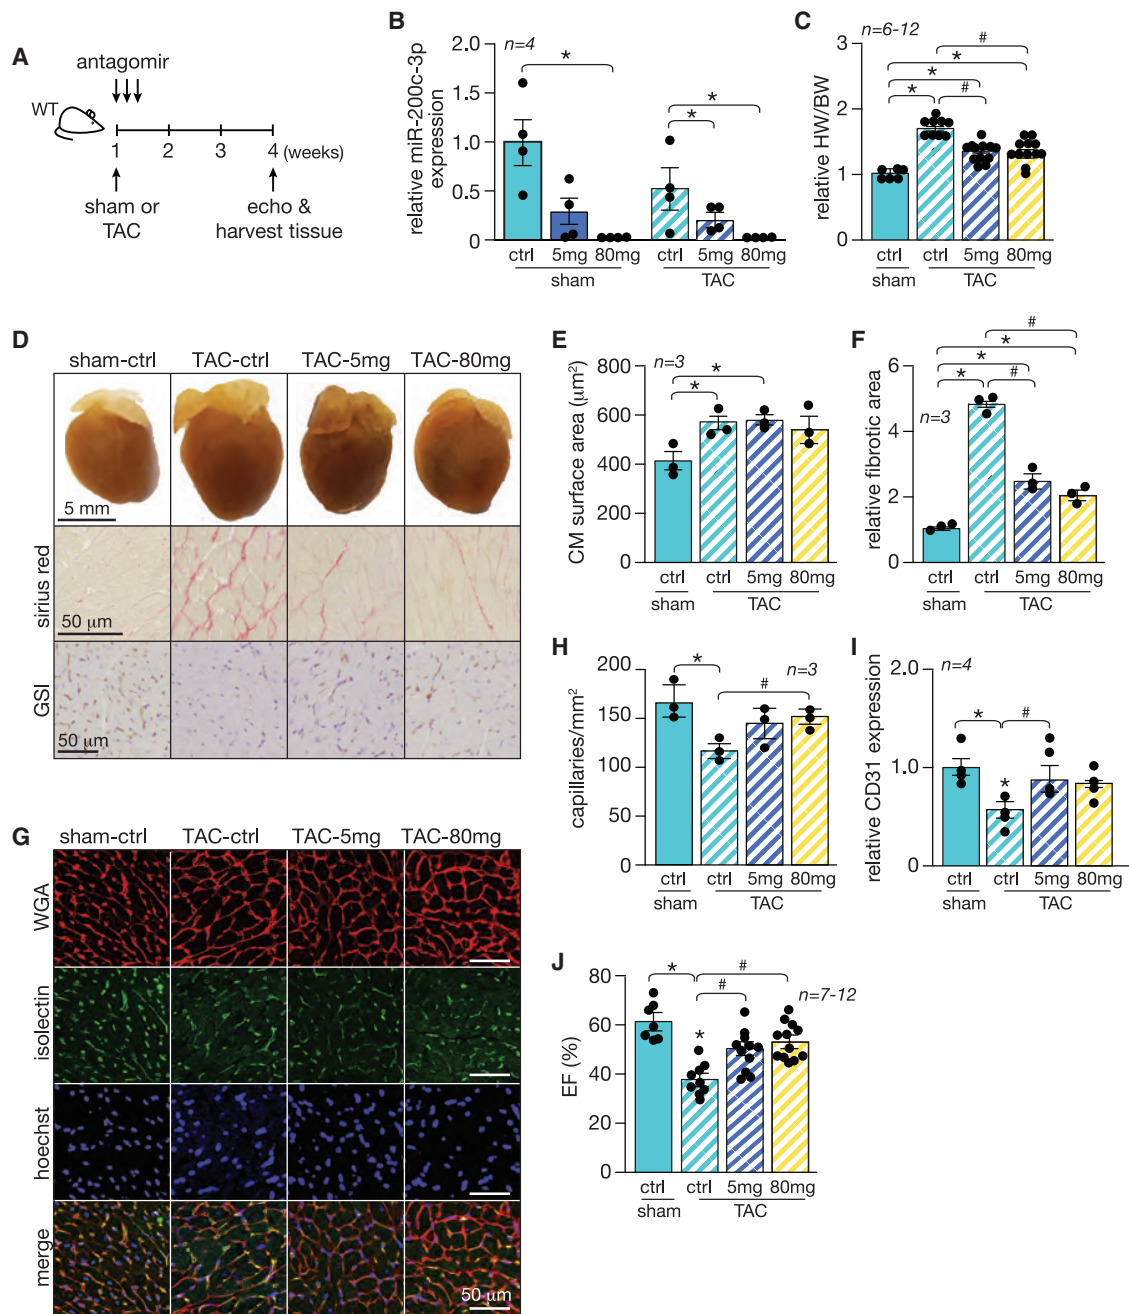 A
antagomir
WT
1 2 3 4 (weeks)
sham or
TAC
echo &
harvest tissue
B
n=4
relative miR-200c-3p
expression
2.0
1.5
1.0
0.5
0
*
*
*
ctrl 5mg 80mg ctrl 5mg 80mg
sham TAC
C
n=6-12
relative HW/BW
3
2
1
0
#
*
*
* #
ctrl ctrl 5mg 80mg
sham TAC
D
sham-ctrl TAC-ctrl TAC-5mg TAC-80mg
5 mm
sirius red
50 μm
GSI
50 μm
E
n=3
CM surface area (μm²)
800
600
400
200
0
*
*
ctrl ctrl 5mg 80mg
sham TAC
F
n=3
relative fibrotic area
6
4
2
0
#
*
*
* #
ctrl ctrl 5mg 80mg
sham TAC
G
sham-ctrl TAC-ctrl TAC-5mg TAC-80mg
WGA
isolectin
hoechst
merge
50 μm
H
n=3
capillaries/mm²
200
150
100
50
0
*
#
ctrl ctrl 5mg 80mg
sham TAC
I
n=4
relative CD31 expression
2.0
1.0
0
* #
*
ctrl ctrl 5mg 80mg
sham TAC
J
n=7-12
EF (%)
80
60
40
20
0
* #
#
*
ctrl ctrl 5mg 80mg
sham TAC